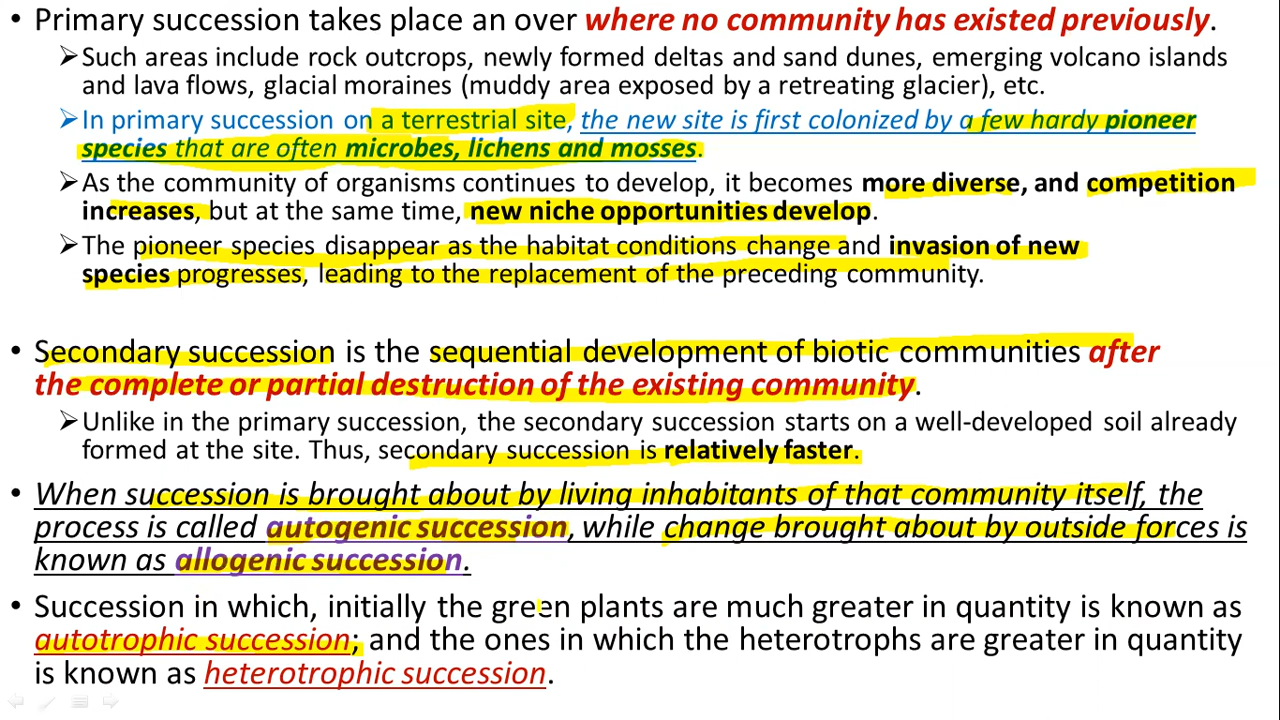 • Primary succession takes place an over where no community has existed previously.
➢Such areas include rock outcrops, newly formed deltas and sand dunes, emerging volcano islands
and lava flows, glacial moraines (muddy area exposed by a retreating glacier), etc.
➢In primary succession on a terrestrial site, the new site is first colonized by a few hardy pioneer
species that are often microbes, lichens and mosses.
➢As the community of organisms continues to develop, it becomes more diverse, and competition
increases, but at the same time, new niche opportunities develop.
➢The pioneer species disappear as the habitat conditions change and invasion of new
species progresses, leading to the replacement of the preceding community.
• Secondary succession is the sequential development of biotic communities after
the complete or partial destruction of the existing community.
➢Unlike in the primary succession, the secondary succession starts on a well-developed soil already
formed at the site. Thus, secondary succession is relatively faster.
• When succession is brought about by living inhabitants of that community itself, the
process is called autogenic succession, while change brought about by outside forces is
known as allogenic succession.
• Succession in which, initially the green plants are much greater in quantity is known as
autotrophic succession; and the ones in which the heterotrophs are greater in quantity
is known as heterotrophic succession.